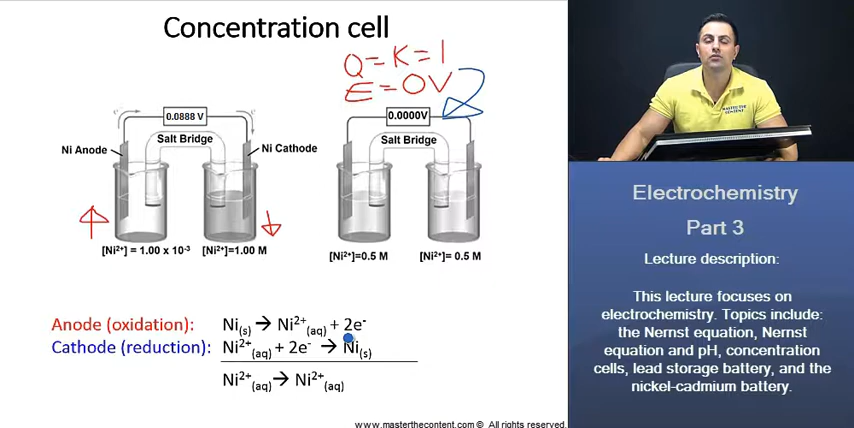 Concentration cell
Q = K = 1
E = 0V
e⁻
e⁻
0.0888 V
0.0000V
Salt Bridge
Salt Bridge
Ni Anode
Ni Cathode
[Ni²⁺] = 1.00 x 10⁻³
[Ni²⁺]=1.00 M
[Ni²⁺]=0.5 M
[Ni²⁺]= 0.5 M
Anode (oxidation): Ni(s) → Ni²⁺(aq) + 2e⁻
Cathode (reduction): Ni²⁺(aq) + 2e⁻ → Ni(s)
Ni²⁺(aq) → Ni²⁺(aq)
www.masterthecontent.com © All rights reserved.
MASTER THE
CONTENT
Electrochemistry
Part 3
Lecture description:
This lecture focuses on
electrochemistry. Topics include:
the Nernst equation, Nernst
equation and pH, concentration
cells, lead storage battery, and the
nickel-cadmium battery.